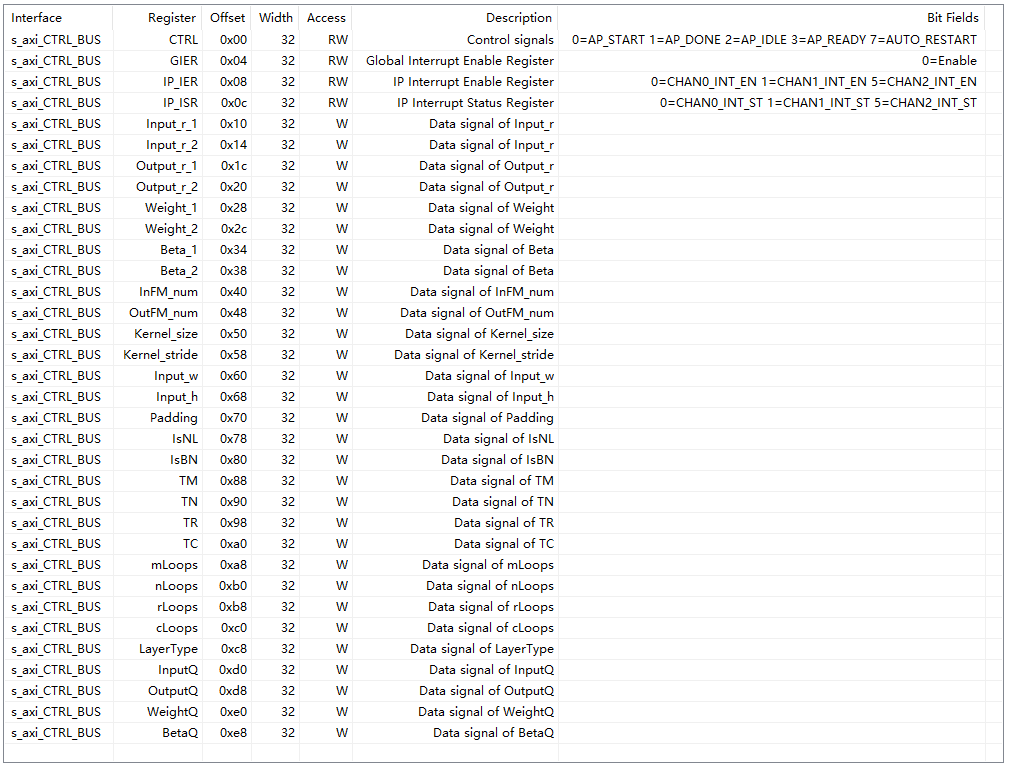 Interface Register Offset Width Access Description Bit Fields
s_axi_CTRL_BUS CTRL 0x00 32 RW Control signals 0=AP_START 1=AP_DONE 2=AP_IDLE 3=AP_READY 7=AUTO_RESTART
s_axi_CTRL_BUS GIER 0x04 32 RW Global Interrupt Enable Register 0=Enable
s_axi_CTRL_BUS IP_IER 0x08 32 RW IP Interrupt Enable Register 0=CHAN0_INT_EN 1=CHAN1_INT_EN 5=CHAN2_INT_EN
s_axi_CTRL_BUS IP_ISR 0x0c 32 RW IP Interrupt Status Register 0=CHAN0_INT_ST 1=CHAN1_INT_ST 5=CHAN2_INT_ST
s_axi_CTRL_BUS Input_r_1 0x10 32 W Data signal of Input_r
s_axi_CTRL_BUS Input_r_2 0x14 32 W Data signal of Input_r
s_axi_CTRL_BUS Output_r_1 0x1c 32 W Data signal of Output_r
s_axi_CTRL_BUS Output_r_2 0x20 32 W Data signal of Output_r
s_axi_CTRL_BUS Weight_1 0x28 32 W Data signal of Weight
s_axi_CTRL_BUS Weight_2 0x2c 32 W Data signal of Weight
s_axi_CTRL_BUS Beta_1 0x34 32 W Data signal of Beta
s_axi_CTRL_BUS Beta_2 0x38 32 W Data signal of Beta
s_axi_CTRL_BUS InFM_num 0x40 32 W Data signal of InFM_num
s_axi_CTRL_BUS OutFM_num 0x48 32 W Data signal of OutFM_num
s_axi_CTRL_BUS Kernel_size 0x50 32 W Data signal of Kernel_size
s_axi_CTRL_BUS Kernel_stride 0x58 32 W Data signal of Kernel_stride
s_axi_CTRL_BUS Input_w 0x60 32 W Data signal of Input_w
s_axi_CTRL_BUS Input_h 0x68 32 W Data signal of Input_h
s_axi_CTRL_BUS Padding 0x70 32 W Data signal of Padding
s_axi_CTRL_BUS IsNL 0x78 32 W Data signal of IsNL
s_axi_CTRL_BUS IsBN 0x80 32 W Data signal of IsBN
s_axi_CTRL_BUS TM 0x88 32 W Data signal of TM
s_axi_CTRL_BUS TN 0x90 32 W Data signal of TN
s_axi_CTRL_BUS TR 0x98 32 W Data signal of TR
s_axi_CTRL_BUS TC 0xa0 32 W Data signal of TC
s_axi_CTRL_BUS mLoops 0xa8 32 W Data signal of mLoops
s_axi_CTRL_BUS nLoops 0xb0 32 W Data signal of nLoops
s_axi_CTRL_BUS rLoops 0xb8 32 W Data signal of rLoops
s_axi_CTRL_BUS cLoops 0xc0 32 W Data signal of cLoops
s_axi_CTRL_BUS LayerType 0xc8 32 W Data signal of LayerType
s_axi_CTRL_BUS InputQ 0xd0 32 W Data signal of InputQ
s_axi_CTRL_BUS OutputQ 0xd8 32 W Data signal of OutputQ
s_axi_CTRL_BUS WeightQ 0xe0 32 W Data signal of WeightQ
s_axi_CTRL_BUS BetaQ 0xe8 32 W Data signal of BetaQ